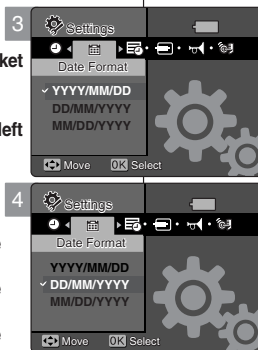 3
Settings
Date Format
YYYY/MM/DD
DD/MM/YYYY
MM/DD/YYYY
Move OK Select
ket
left
4
Settings
Date Format
YYYY/MM/DD
DD/MM/YYYY
MM/DD/YYYY
Move OK Select